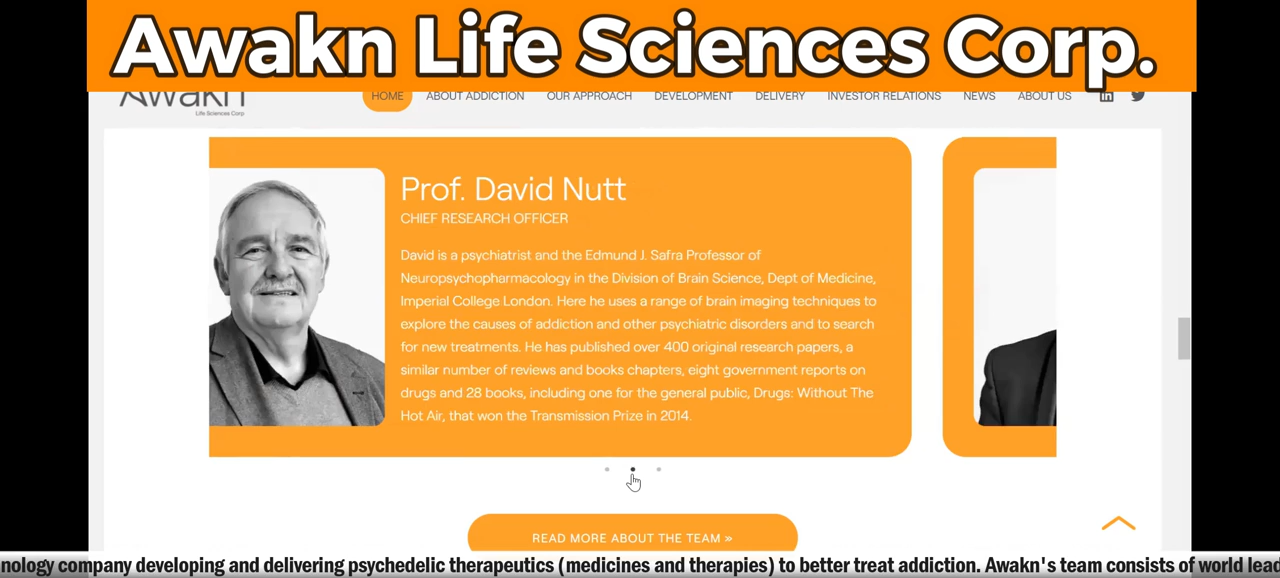 Awakn Life Sciences Corp.
Awakn
Life Sciences Corp
HOME ABOUT ADDICTION OUR APPROACH DEVELOPMENT DELIVERY INVESTOR RELATIONS NEWS ABOUT US
Prof. David Nutt
CHIEF RESEARCH OFFICER
David is a psychiatrist and the Edmund J. Safra Professor of
Neuropsychopharmacology in the Division of Brain Science, Dept of Medicine,
Imperial College London. Here he uses a range of brain imaging techniques to
explore the causes of addiction and other psychiatric disorders and to search
for new treatments. He has published over 400 original research papers, a
similar number of reviews and books chapters, eight government reports on
drugs and 28 books, including one for the general public, Drugs: Without The
Hot Air, that won the Transmission Prize in 2014.
READ MORE ABOUT THE TEAM »
nology company developing and delivering psychedelic therapeutics (medicines and therapies) to better treat addiction. Awakn's team consists of world lead